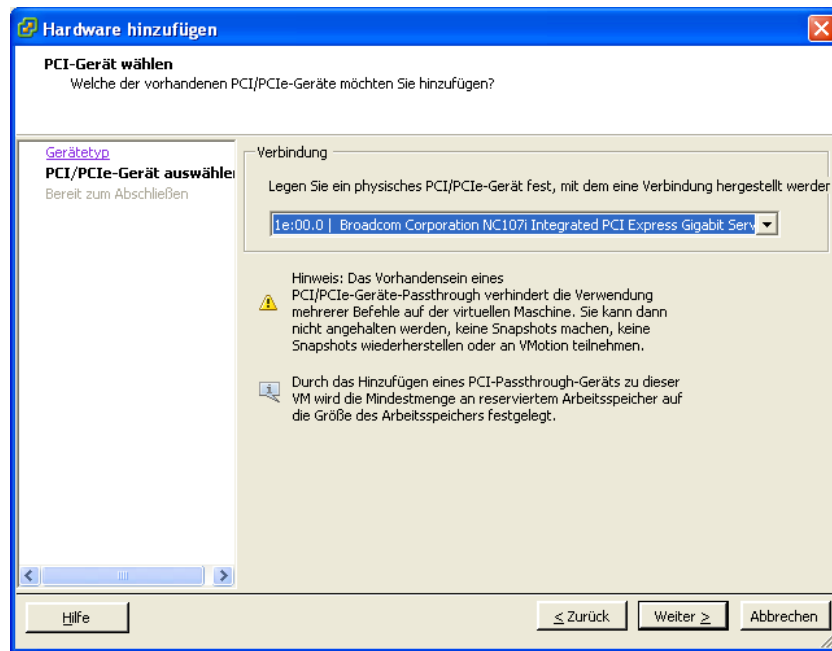 Hardware hinzufügen
PCI-Gerät wählen
Welche der vorhandenen PCI/PCIe-Geräte möchten Sie hinzufügen?
Gerätetyp
PCI/PCIe-Gerät auswähle
Bereit zum Abschließen
Verbindung
Legen Sie ein physisches PCI/PCIe-Gerät fest, mit dem eine Verbindung hergestellt werder
1e:00.0 | Broadcom Corporation NC107i Integrated PCI Express Gigabit Serv
Hinweis: Das Vorhandensein eines
PCI/PCIe-Geräte-Passthrough verhindert die Verwendung
mehrerer Befehle auf der virtuellen Maschine. Sie kann dann
nicht angehalten werden, keine Snapshots machen, keine
Snapshots wiederherstellen oder an VMotion teilnehmen.
Durch das Hinzufügen eines PCI-Passthrough-Geräts zu dieser
VM wird die Mindestmenge an reserviertem Arbeitsspeicher auf
die Größe des Arbeitsspeichers festgelegt.
Hilfe
< Zurück
Weiter >
Abbrechen